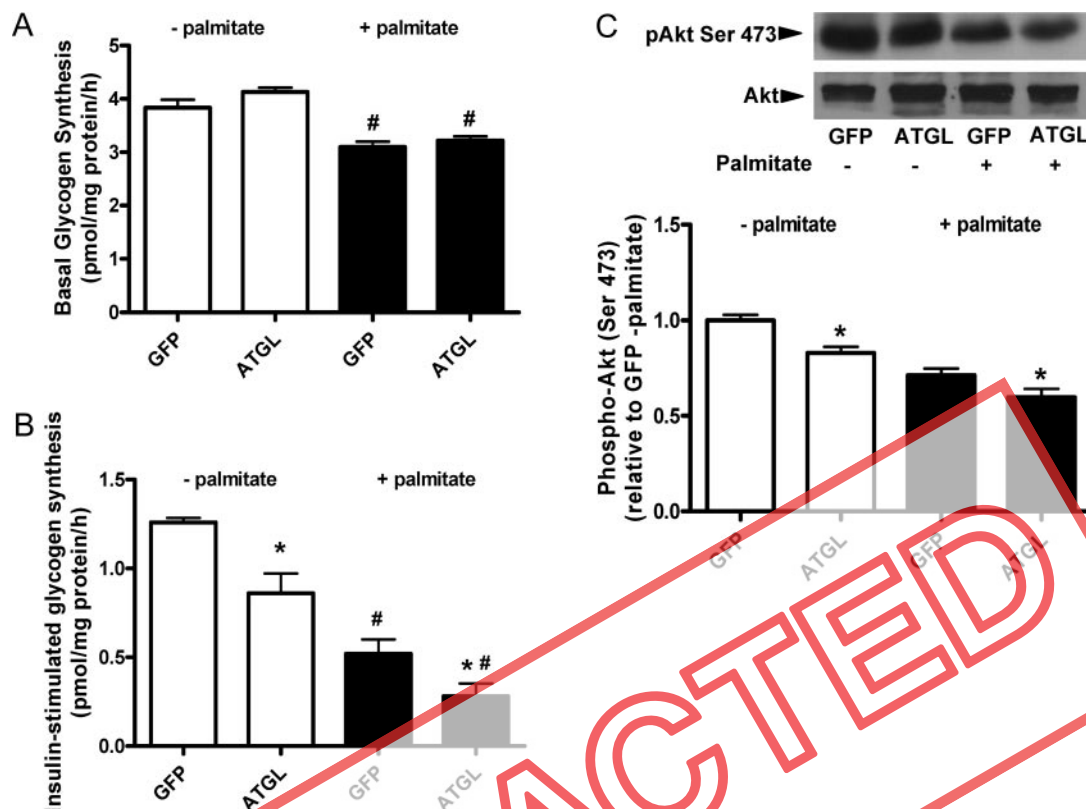 A
- palmitate + palmitate
Basal Glycogen Synthesis
(pmol/mg protein/h)
5
4
3
2
1
0
# #
GFP ATGL GFP ATGL
B
- palmitate + palmitate
Insulin-stimulated glycogen synthesis
(pmol/mg protein/h)
1.5
1.0
0.5
0.0
*
#
* #
GFP ATGL GFP ATGL
C
pAkt Ser 473
Akt
GFP ATGL GFP ATGL
Palmitate - - + +
- palmitate + palmitate
Phospho-Akt (Ser 473)
(relative to GFP -palmitate)
1.5
1.0
0.5
0.0
* *
GFP ATGL GFP ATGL
ACTED